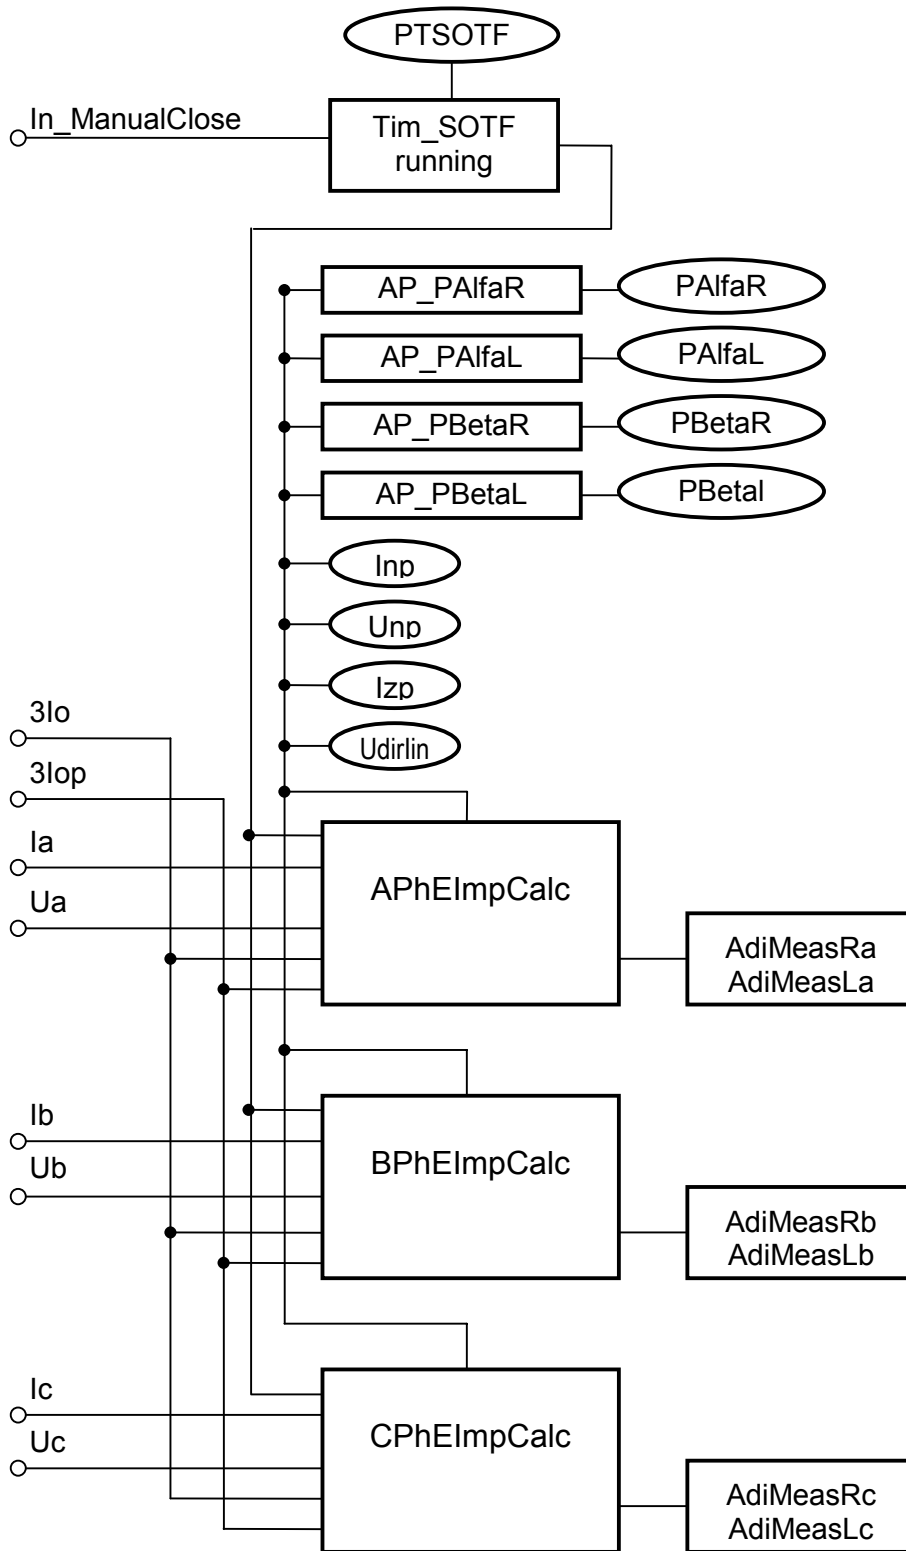 PTSOTF
In_ManualClose
Tim_SOTF
running
AP_PAlfaR
PAlfaR
AP_PAlfaL
PAlfaL
AP_PBetaR
PBetaR
AP_PBetaL
PBetal
Inp
Unp
Izp
Udirlin
3Io
3Iop
Ia
Ua
APhEImpCalc
AdiMeasRa
AdiMeasLa
Ib
Ub
BPhEImpCalc
AdiMeasRb
AdiMeasLb
Ic
Uc
CPhEImpCalc
AdiMeasRc
AdiMeasLc